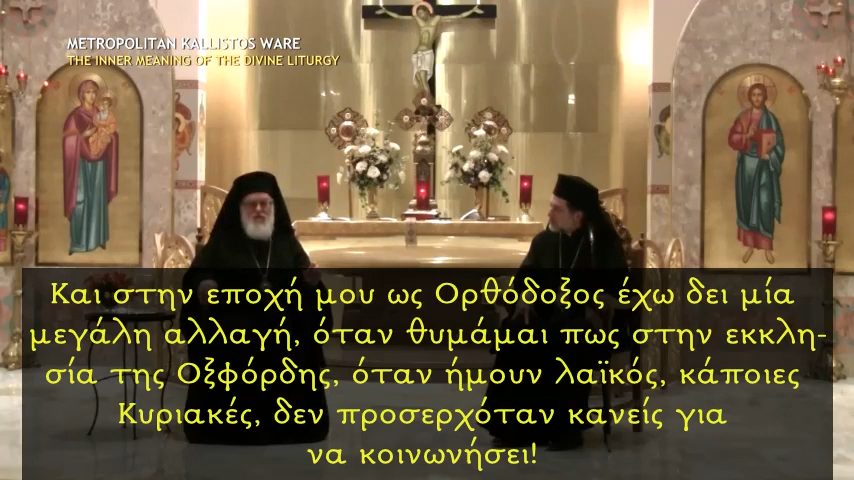 METROPOLITAN KALLISTOS WARE
THE INNER MEANING OF THE DIVINE LITURGY
Και στην εποχή μου ως Ορθόδοξος έχω δει μία
μεγάλη αλλαγή, όταν θυμάμαι πως στην εκκλη-
σία της Οξφόρδης, όταν ήμουν λαϊκός, κάποιες
Κυριακές, δεν προσερχόταν κανείς για
να κοινωνήσει!